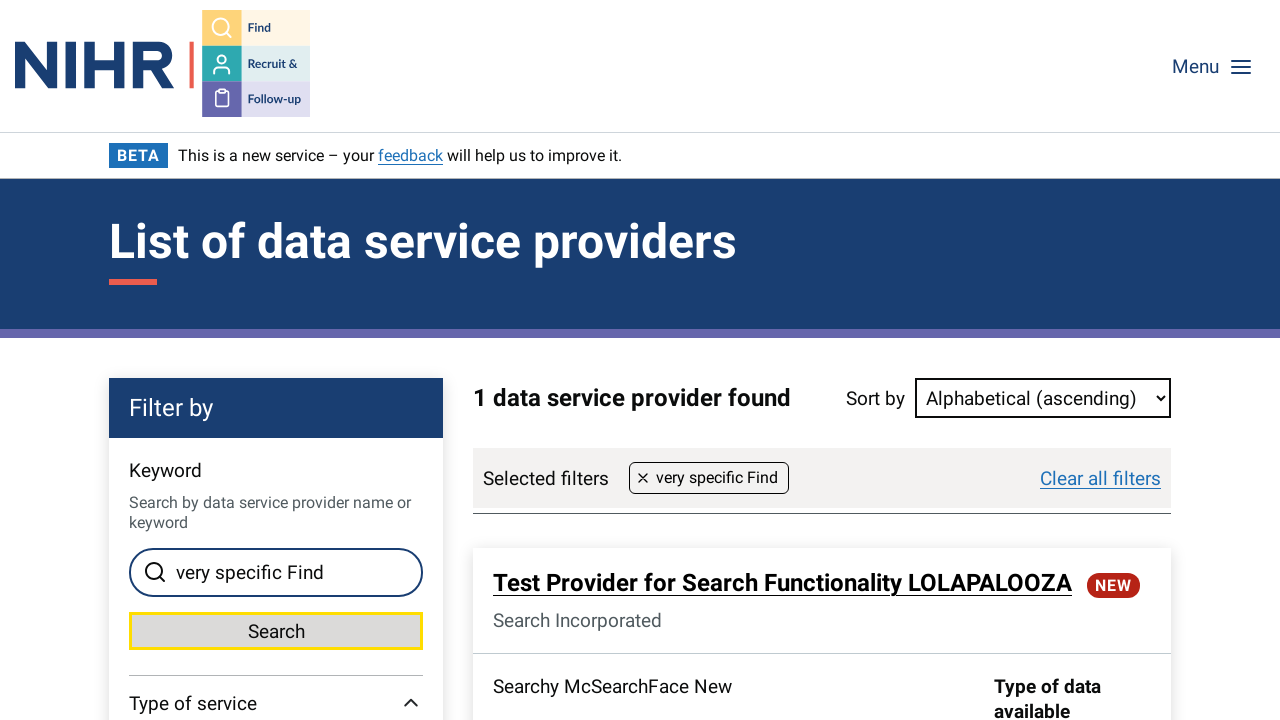 NIHR
Find
Recruit &
Follow-up
Menu
BETA This is a new service – your feedback will help us to improve it.
List of data service providers
Filter by
Keyword
Search by data service provider name or
keyword
very specific Find
Search
Type of service
1 data service provider found
Sort by Alphabetical (ascending)
Selected filters very specific Find Clear all filters
Test Provider for Search Functionality LOLAPALOOZA NEW
Search Incorporated
Searchy McSearchFace New
Type of data
available